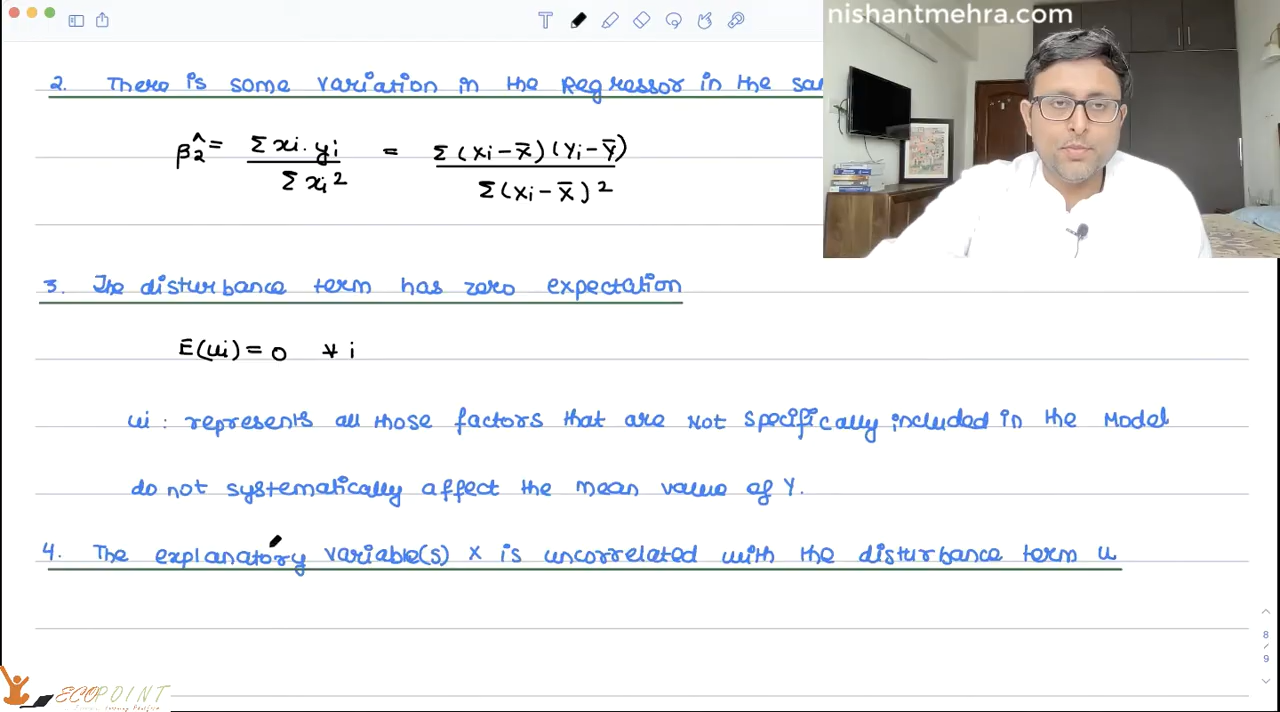 nishantmehra.com
2. There is some variation in the Regressor in the
β̂2 = Σxi.yi / Σxi2 = Σ(Xi-X̄)(Yi-Ȳ) / Σ(Xi-X̄)2
3. The disturbance term has zero expectation
E(ui)=0 ∀ i
ui : represents all those factors that are Not specifically included in the Model
do not systematically affect the mean value of Y.
4. The explanatory variable(s) X is uncorrelated with the disturbance term u
8
/
9
ECOPOINT